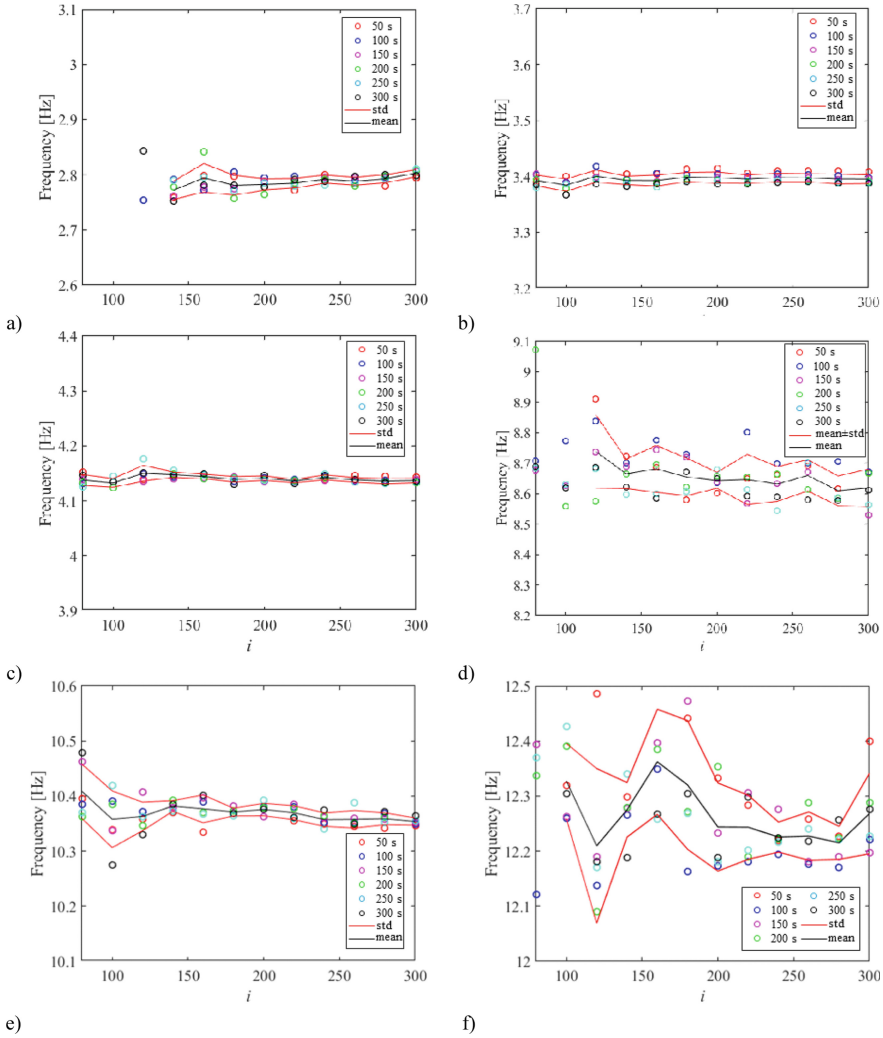 3.1
3
2.9
2.8
2.7
2.6
Frequency [Hz]
100 150 200 250 300
50 s
100 s
150 s
200 s
250 s
300 s
std
mean
a)
3.7
3.6
3.5
3.4
3.3
3.2
Frequency [Hz]
100 150 200 250 300
50 s
100 s
150 s
200 s
250 s
300 s
std
mean
b)
4.4
4.3
4.2
4.1
4
3.9
Frequency [Hz]
100 150 200 250 300
i
50 s
100 s
150 s
200 s
250 s
300 s
std
mean
c)
9.1
9
8.9
8.8
8.7
8.6
8.5
8.4
8.3
8.2
Frequency [Hz]
100 150 200 250 300
i
50 s
100 s
150 s
200 s
250 s
300 s
mean±std
mean
d)
10.6
10.5
10.4
10.3
10.2
10.1
Frequency [Hz]
100 150 200 250 300
i
50 s
100 s
150 s
200 s
250 s
300 s
std
mean
e)
12.5
12.4
12.3
12.2
12.1
12
Frequency [Hz]
100 150 200 250 300
i
50 s 250 s
100 s 300 s
150 s std
200 s mean
f)